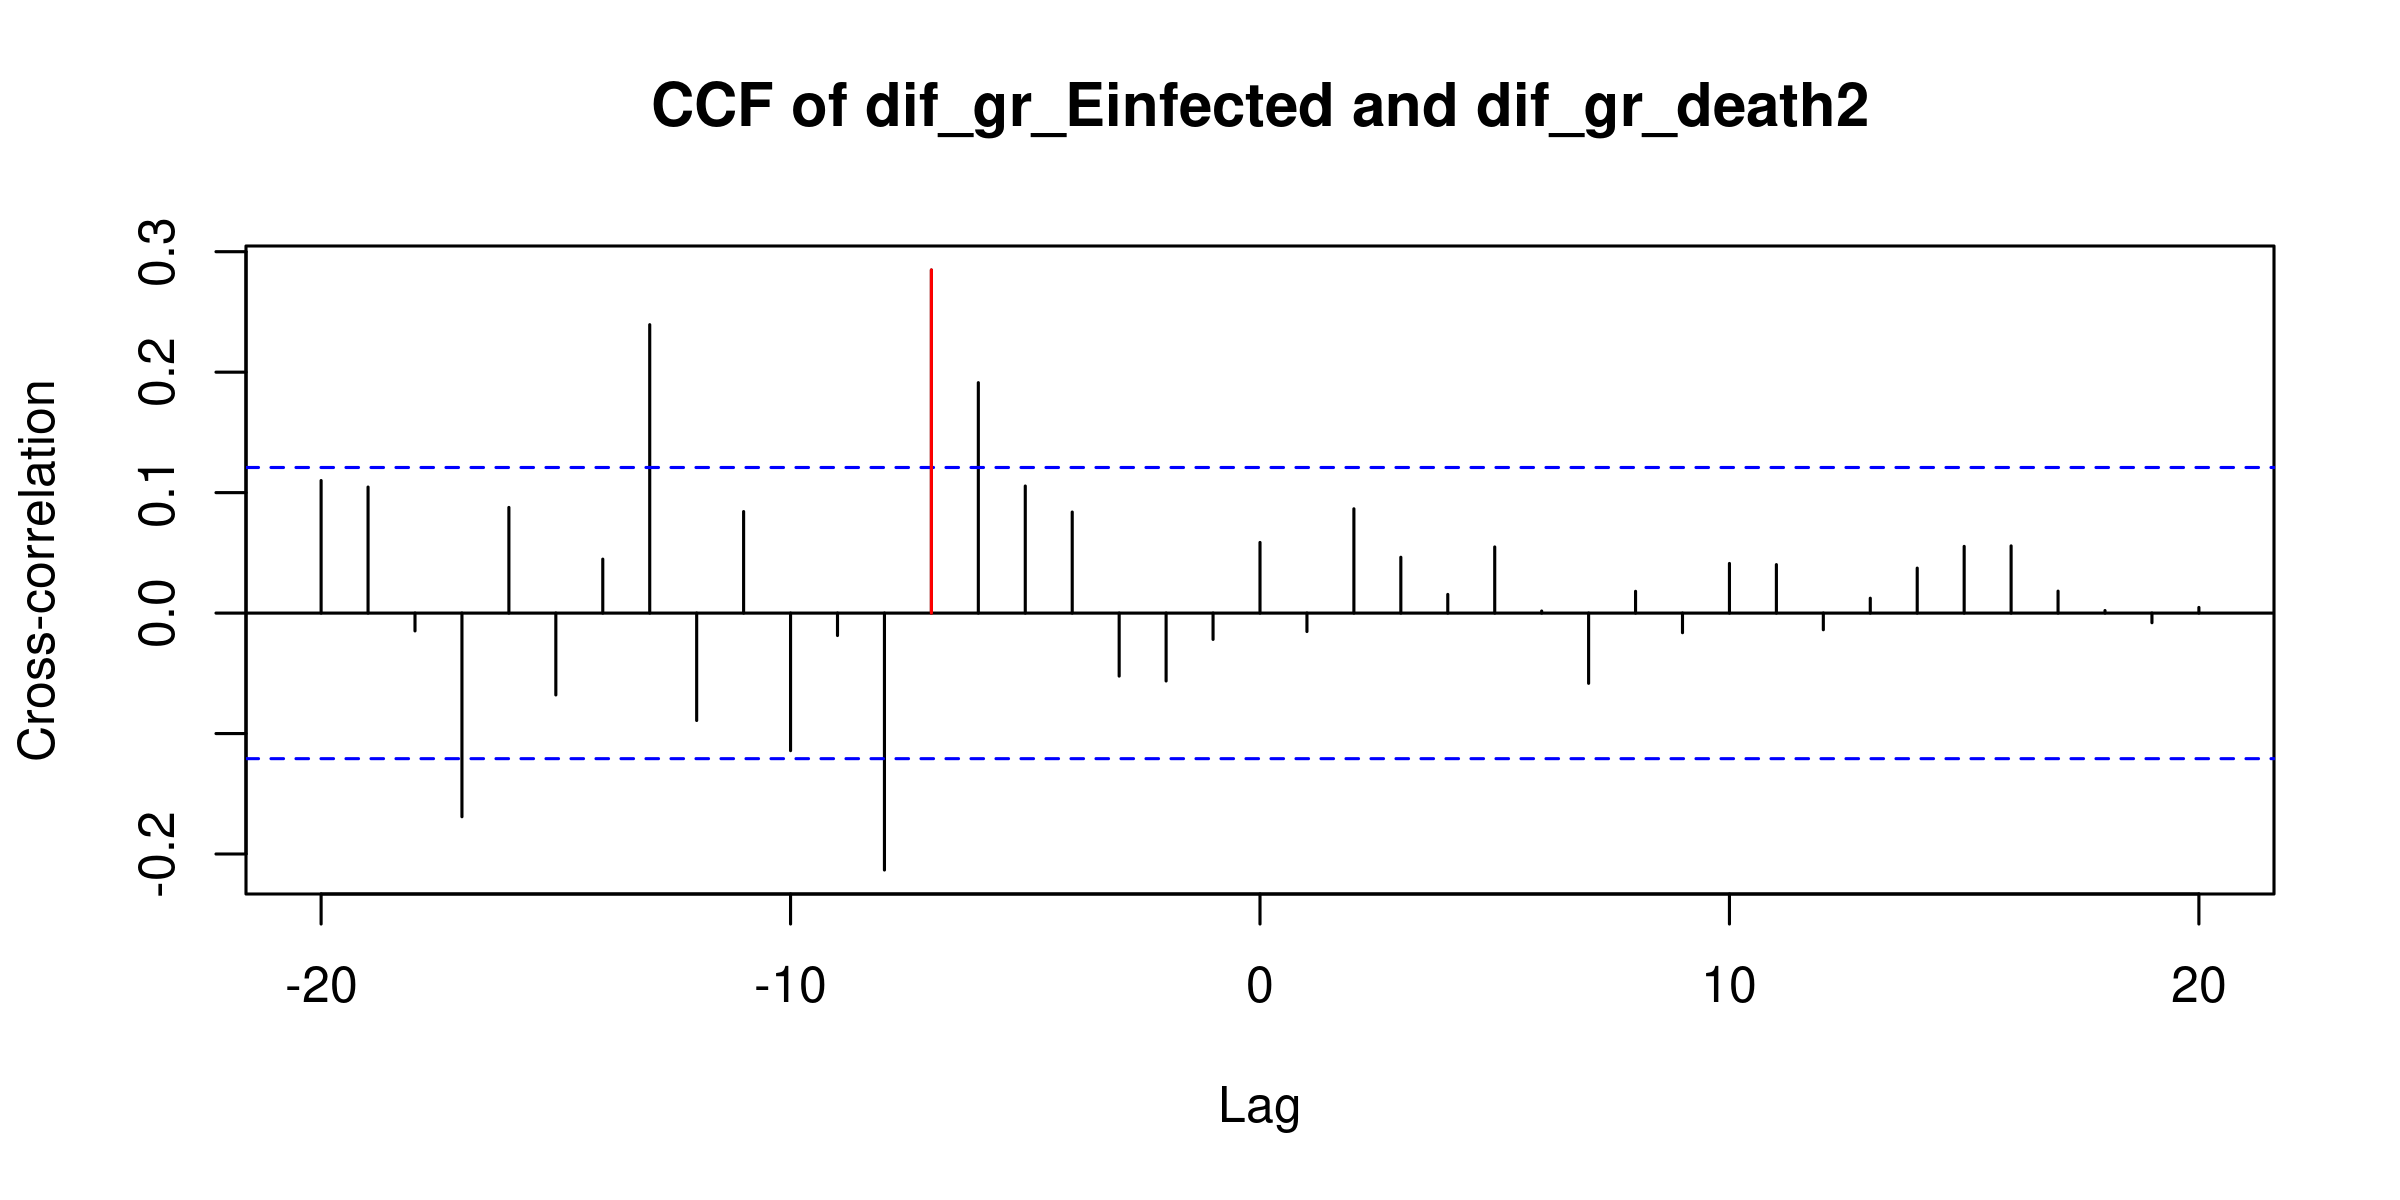 CCF of dif_gr_Einfected and dif_gr_death2
Cross-correlation
0.3
0.2
0.1
0.0
-0.2
-20 -10 0 10 20
Lag